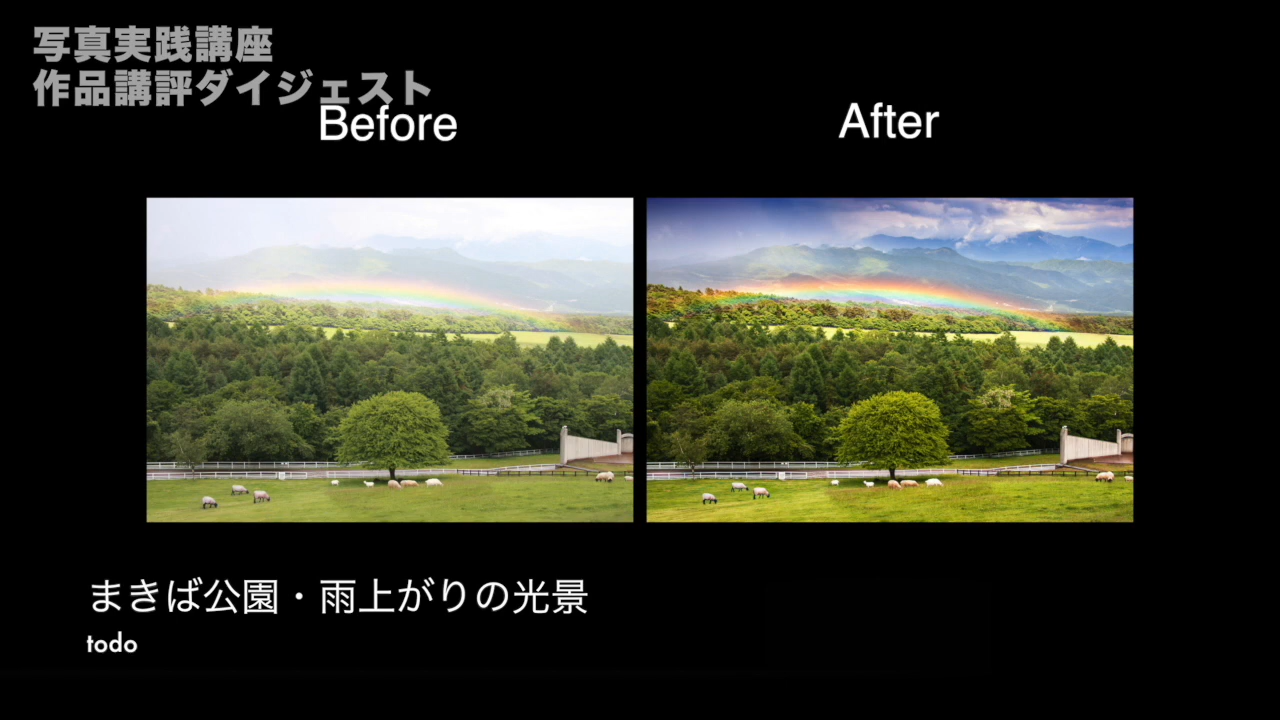 写真実践講座
作品講評ダイジェスト
Before
After
まきば公園・雨上がりの光景
todo